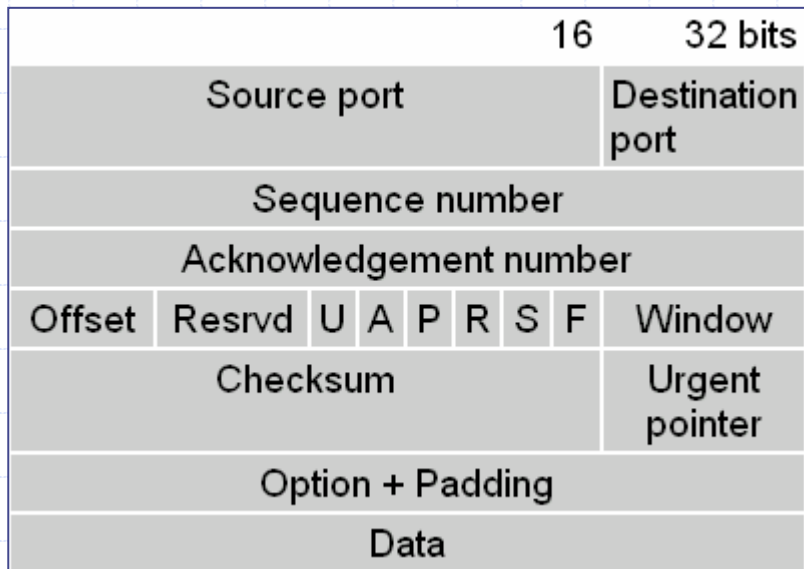 16 32 bits
Source port Destination
port
Sequence number
Acknowledgement number
Offset Resrvd U A P R S F Window
Checksum Urgent
pointer
Option + Padding
Data